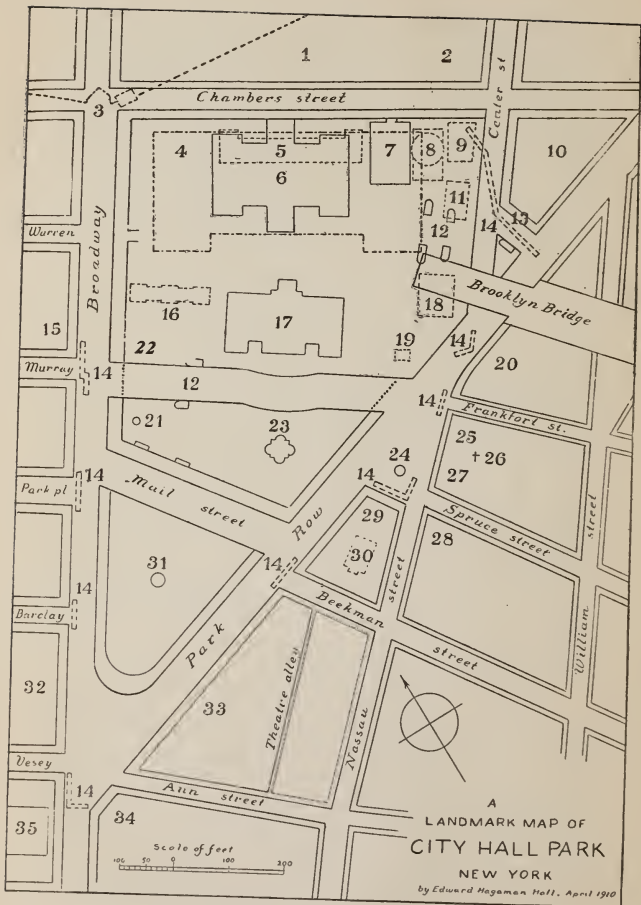 1
2
Center st
3
Chambers street
4
5
6
7
8
9
10
11
12
13
14
Warren
Broadway
Brooklyn Bridge
15
16
17
18
19
14
20
22
Murray
14
12
14
Frankfort st.
21
23
24
25
26
27
Park pl
14
Mail street
Row
14
Spruce street
street
28
29
30
31
14
street
Barclay
14
Beekman
street
William
Park
32
33
Theatre alley
Nassau
Vesey
14
Ann street
35
34
Scale of feet
100 50 0 100 200
A
LANDMARK MAP OF
CITY HALL PARK
NEW YORK
by Edward Hagaman Hall. April 1910